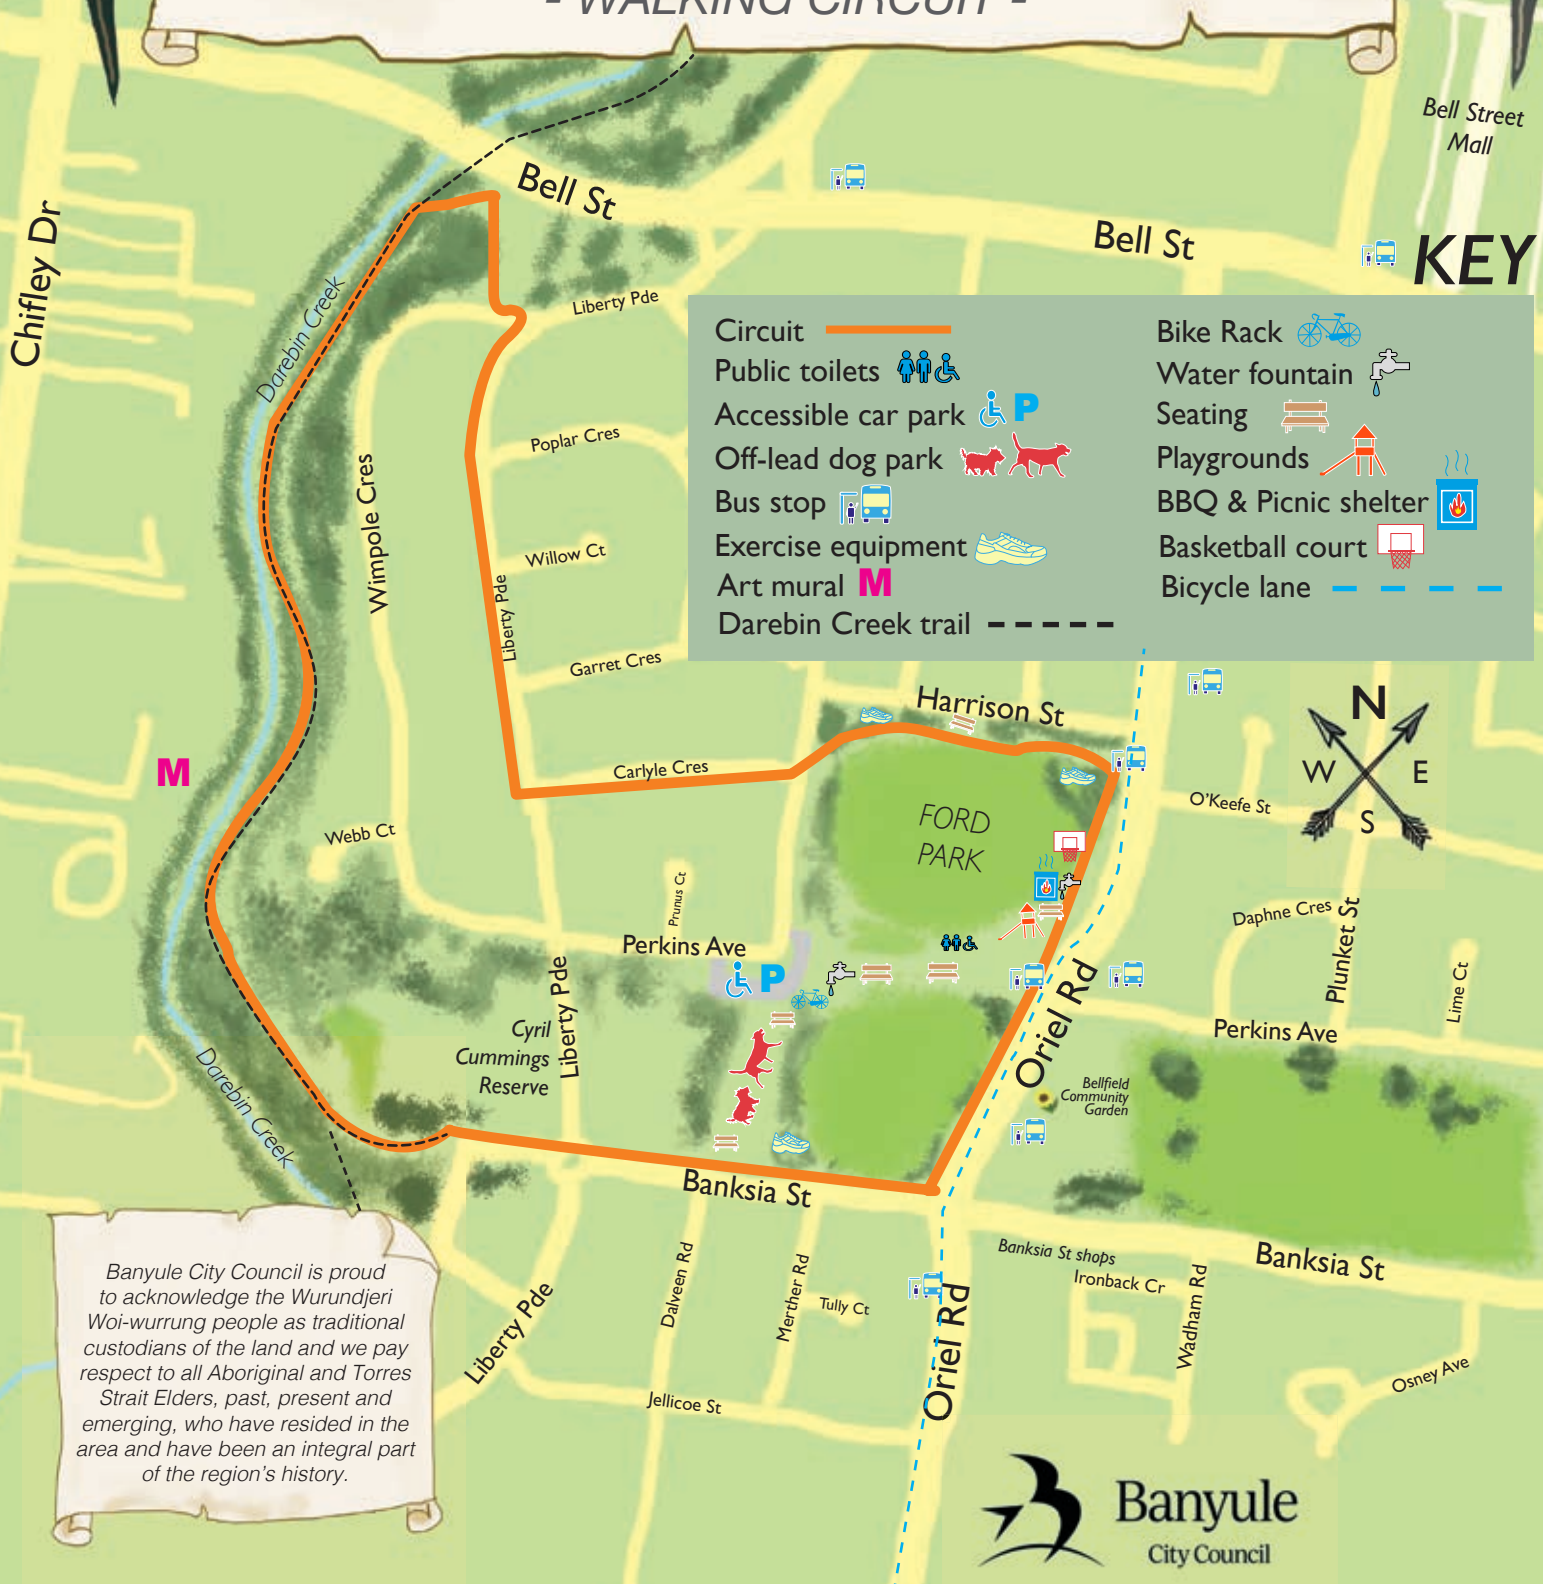 - WALKING CIRCUIT -
Bell Street
Mall
Bell St
Bell St
Chifley Dr
KEY
Darebin Creek
Liberty Pde
Circuit
Public toilets
Accessible car park P
Off-lead dog park
Bus stop
Exercise equipment
Art mural M
Darebin Creek trail
Bike Rack
Water fountain
Seating
Playgrounds
BBQ & Picnic shelter
Basketball court
Bicycle lane
Poplar Cres
Wimpole Cres
Willow Ct
Liberty Pde
Garret Cres
Harrison St
N
W E
S
M
Carlyle Cres
O'Keefe St
FORD
PARK
Webb Ct
Prunus Ct
Daphne Cres
Plunket St
Perkins Ave
P
Liberty Pde
Oriel Rd
Lime Ct
Perkins Ave
Cyril
Cummings
Reserve
Darebin Creek
Bellfield
Community
Garden
Banksia St
Banksia St shops
Banksia St
Ironback Cr
Dalveen Rd
Merther Rd
Tully Ct
Wadham Rd
Liberty Pde
Oriel Rd
Jellicoe St
Osney Ave
Banyule City Council is proud
to acknowledge the Wurundjeri
Woi-wurrung people as traditional
custodians of the land and we pay
respect to all Aboriginal and Torres
Strait Elders, past, present and
emerging, who have resided in the
area and have been an integral part
of the region's history.
Banyule
City Council